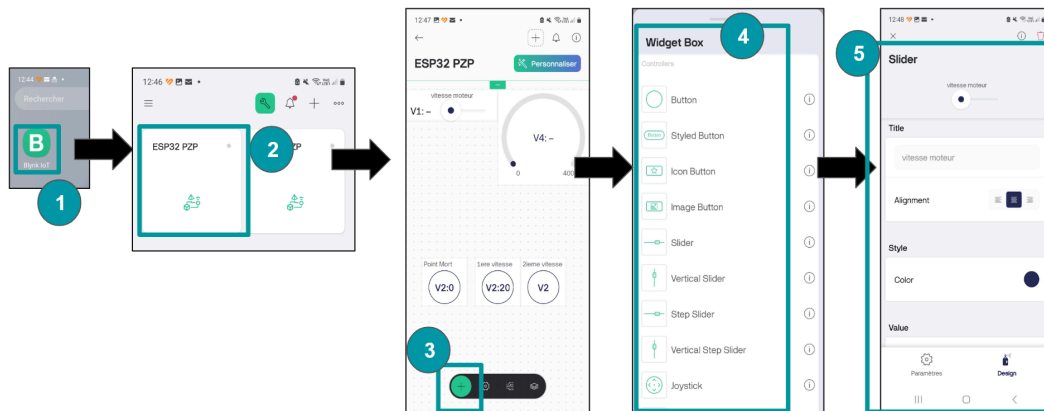 12:44
Rechercher
B
Blynk IoT
1
12:46
ESP32 PZP
ZP
2
12:47
ESP32 PZP
Personnaliser
vitesse moteur
V1: –
V4: –
0
400
Point Mort
1ere vitesse
2ieme vitesse
V2:0
V2:20
V2
3
4
Widget Box
Controllers
Button
Styled Button
Icon Button
Image Button
Slider
Vertical Slider
Step Slider
Vertical Step Slider
Joystick
5
12:48
Slider
vitesse moteur
Title
vitesse moteur
Alignment
Style
Color
Value
Paramètres
Design